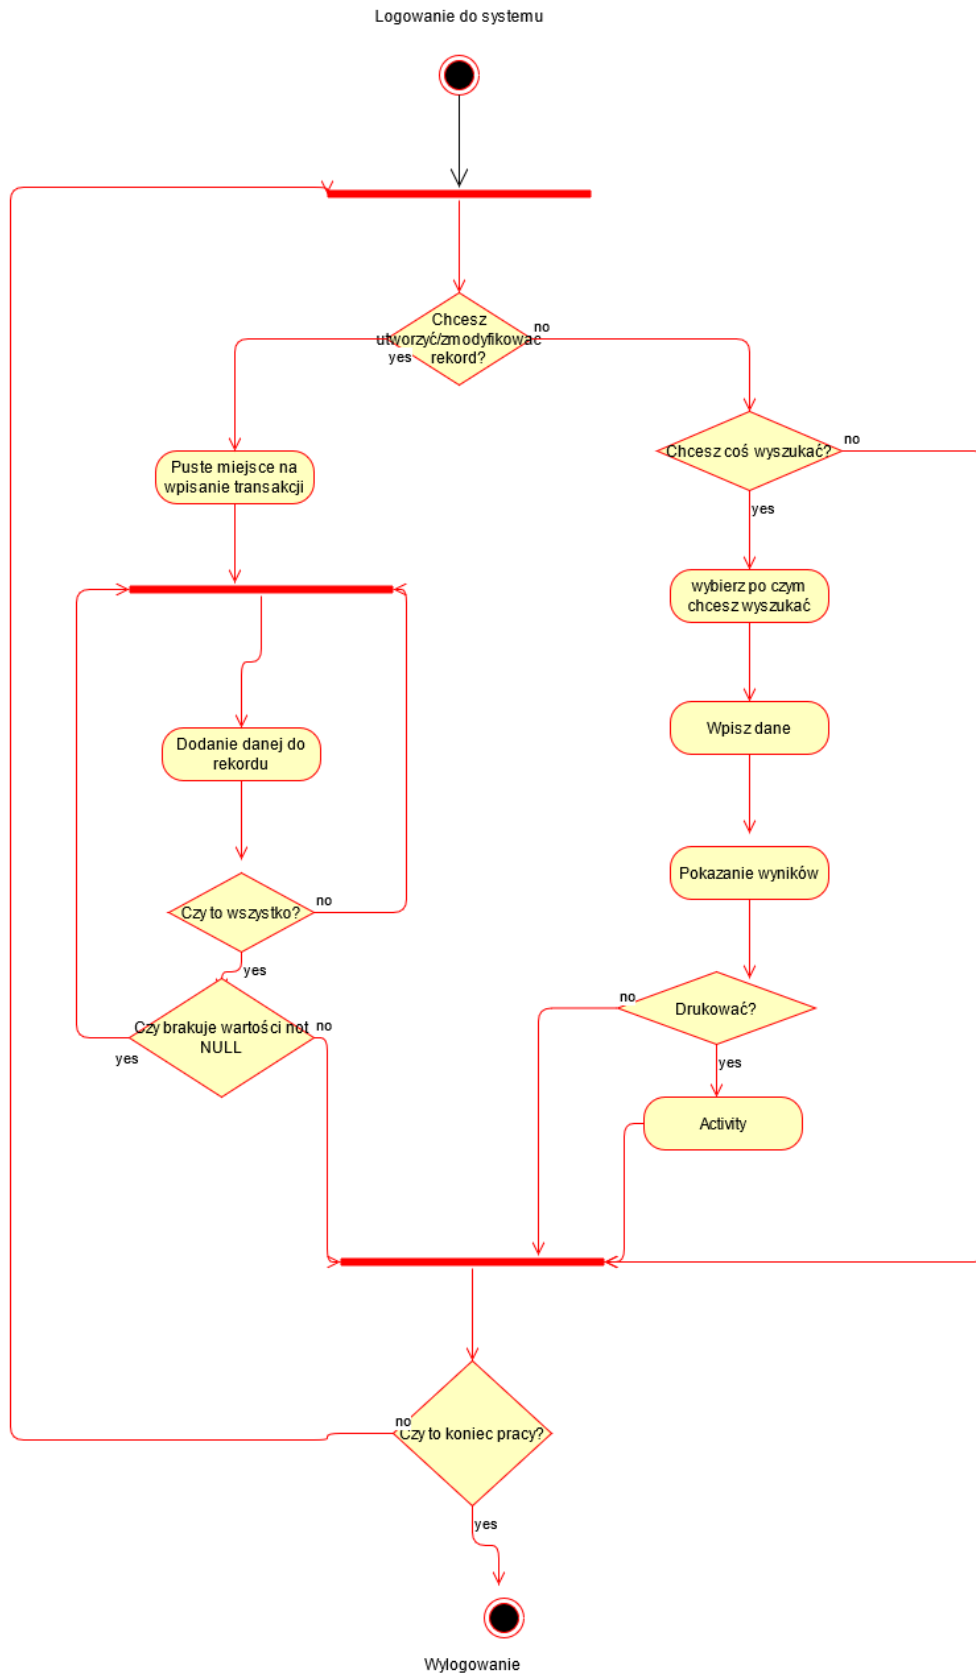 Logowanie do systemu
Chcesz
utworzyć/zmodyfikować
rekord?
no
yes
Chcesz coś wyszukać?
no
yes
Puste miejsce na
wpisanie transakcji
wybierz po czym
chcesz wyszukać
Wpisz dane
Dodanie danej do
rekordu
Pokazanie wyników
Czy to wszystko?
no
yes
Czy brakuje wartości not
NULL
no
yes
Drukować?
no
yes
Activity
Czy to koniec pracy?
no
yes
Wylogowanie